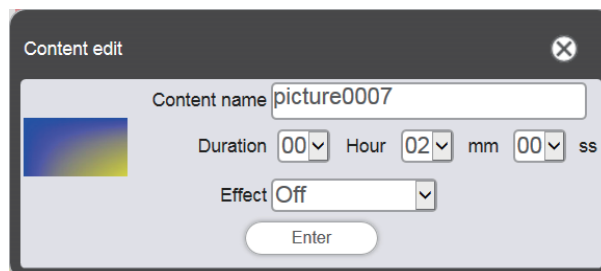 Content edit
Content name picture0007
Duration 00 Hour 02 mm 00 ss
Effect Off
Enter